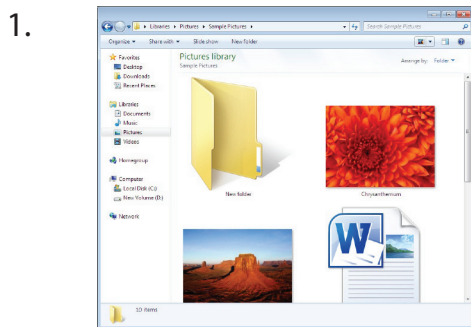 1.
Libraries ▸ Pictures ▸ Sample Pictures ▸
Search Sample Pictures
Organize ▾ Share with ▾ Slide show New folder
Favorites
Desktop
Downloads
Recent Places
Libraries
Documents
Music
Pictures
Videos
Homegroup
Computer
Local Disk (C:)
New Volume (D:)
Network
Pictures library
Sample Pictures
Arrange by: Folder ▾
New folder
Chrysanthemum
W
10 items